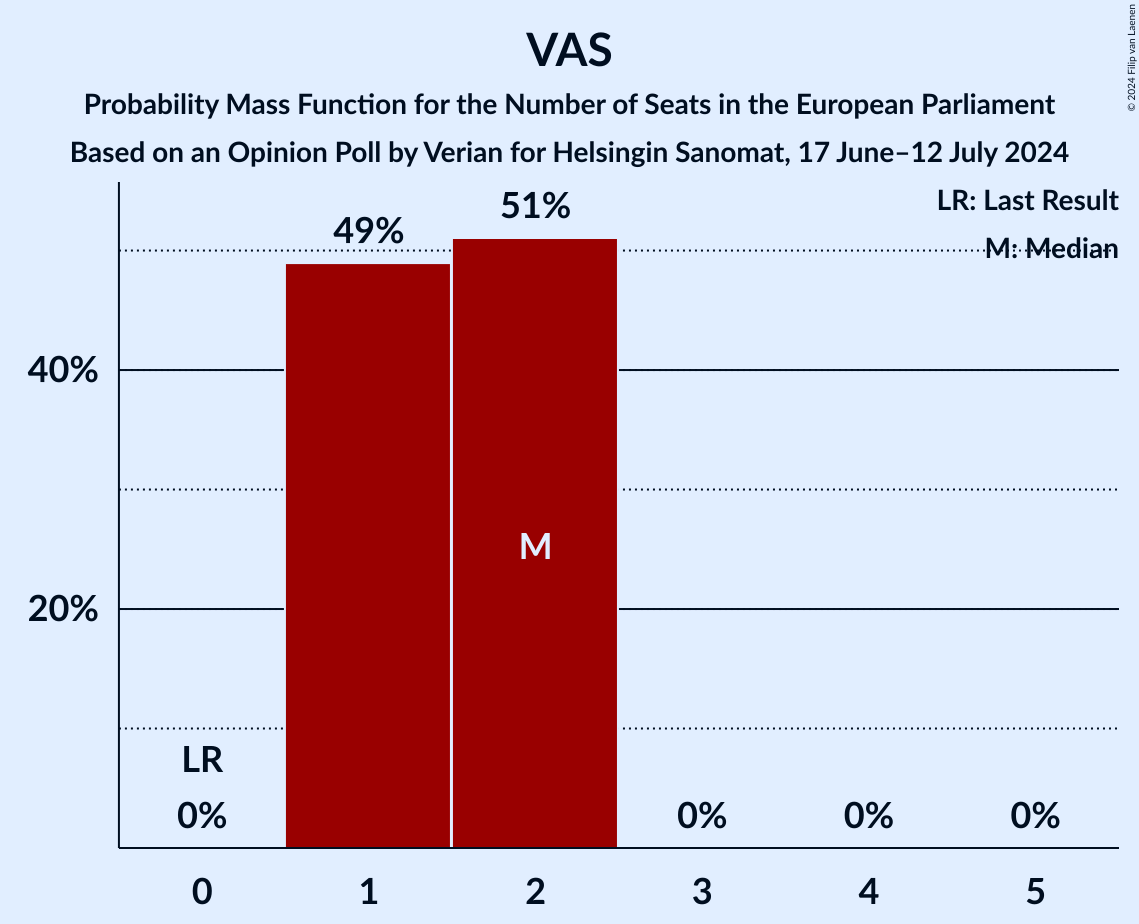 VAS
Probability Mass Function for the Number of Seats in the European Parliament
Based on an Opinion Poll by Verian for Helsingin Sanomat, 17 June–12 July 2024
© 2024 Filip van Laenen
LR: Last Result
M: Median
49%
51%
40%
20%
M
LR
0%
0%
0%
0%
0
1
2
3
4
5